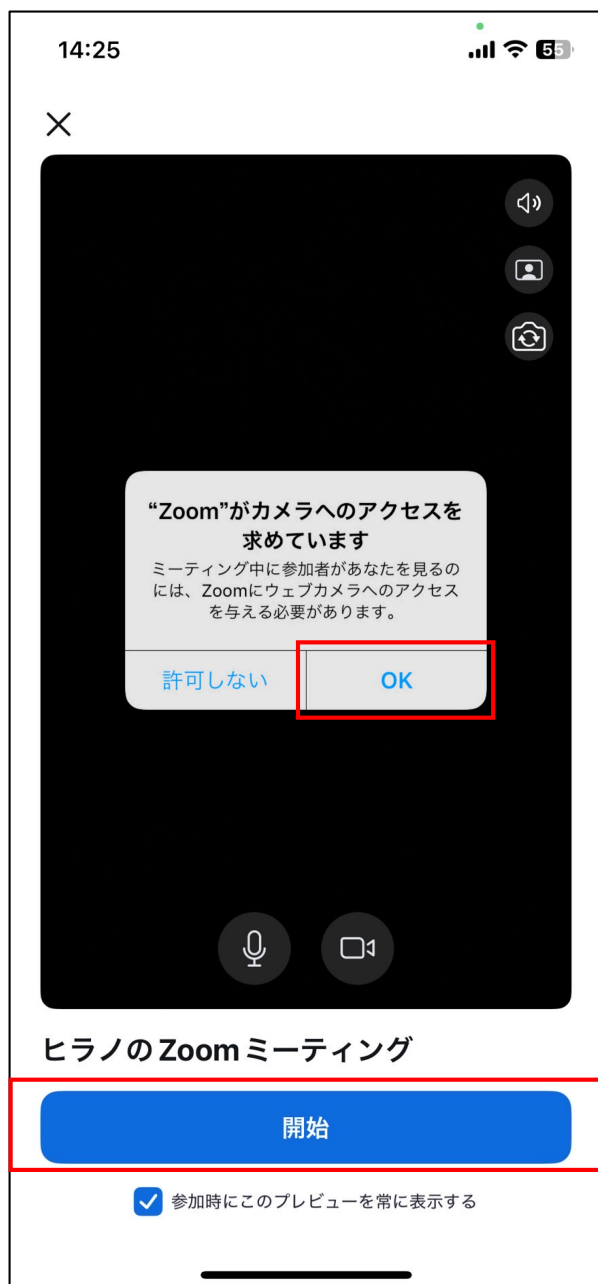 14:25
55
“Zoom”がカメラへのアクセスを
求めています
ミーティング中に参加者があなたを見るの
には、Zoomにウェブカメラへのアクセス
を与える必要があります。
許可しない
OK
ヒラノのZoomミーティング
開始
参加時にこのプレビューを常に表示する